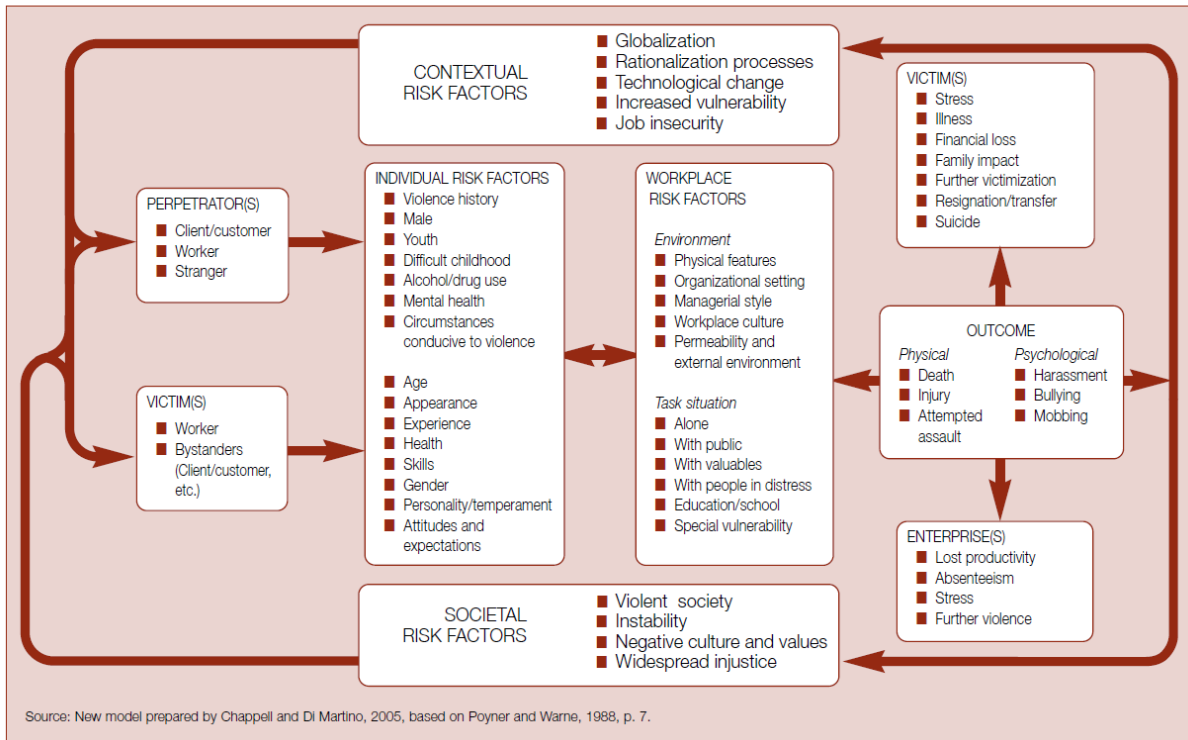 CONTEXTUAL
RISK FACTORS
Globalization
Rationalization processes
Technological change
Increased vulnerability
Job insecurity
PERPETRATOR(S)
Client/customer
Worker
Stranger
VICTIM(S)
Worker
Bystanders
(Client/customer,
etc.)
INDIVIDUAL RISK FACTORS
Violence history
Male
Youth
Difficult childhood
Alcohol/drug use
Mental health
Circumstances
conducive to violence
Age
Appearance
Experience
Health
Skills
Gender
Personality/temperament
Attitudes and
expectations
WORKPLACE
RISK FACTORS
Environment
Physical features
Organizational setting
Managerial style
Workplace culture
Permeability and
external environment
Task situation
Alone
With public
With valuables
With people in distress
Education/school
Special vulnerability
VICTIM(S)
Stress
Illness
Financial loss
Family impact
Further victimization
Resignation/transfer
Suicide
OUTCOME
Physical
Death
Injury
Attempted
assault
Psychological
Harassment
Bullying
Mobbing
ENTERPRISE(S)
Lost productivity
Absenteeism
Stress
Further violence
SOCIETAL
RISK FACTORS
Violent society
Instability
Negative culture and values
Widespread injustice
Source: New model prepared by Chappell and Di Martino, 2005, based on Poyner and Warne, 1988, p. 7.